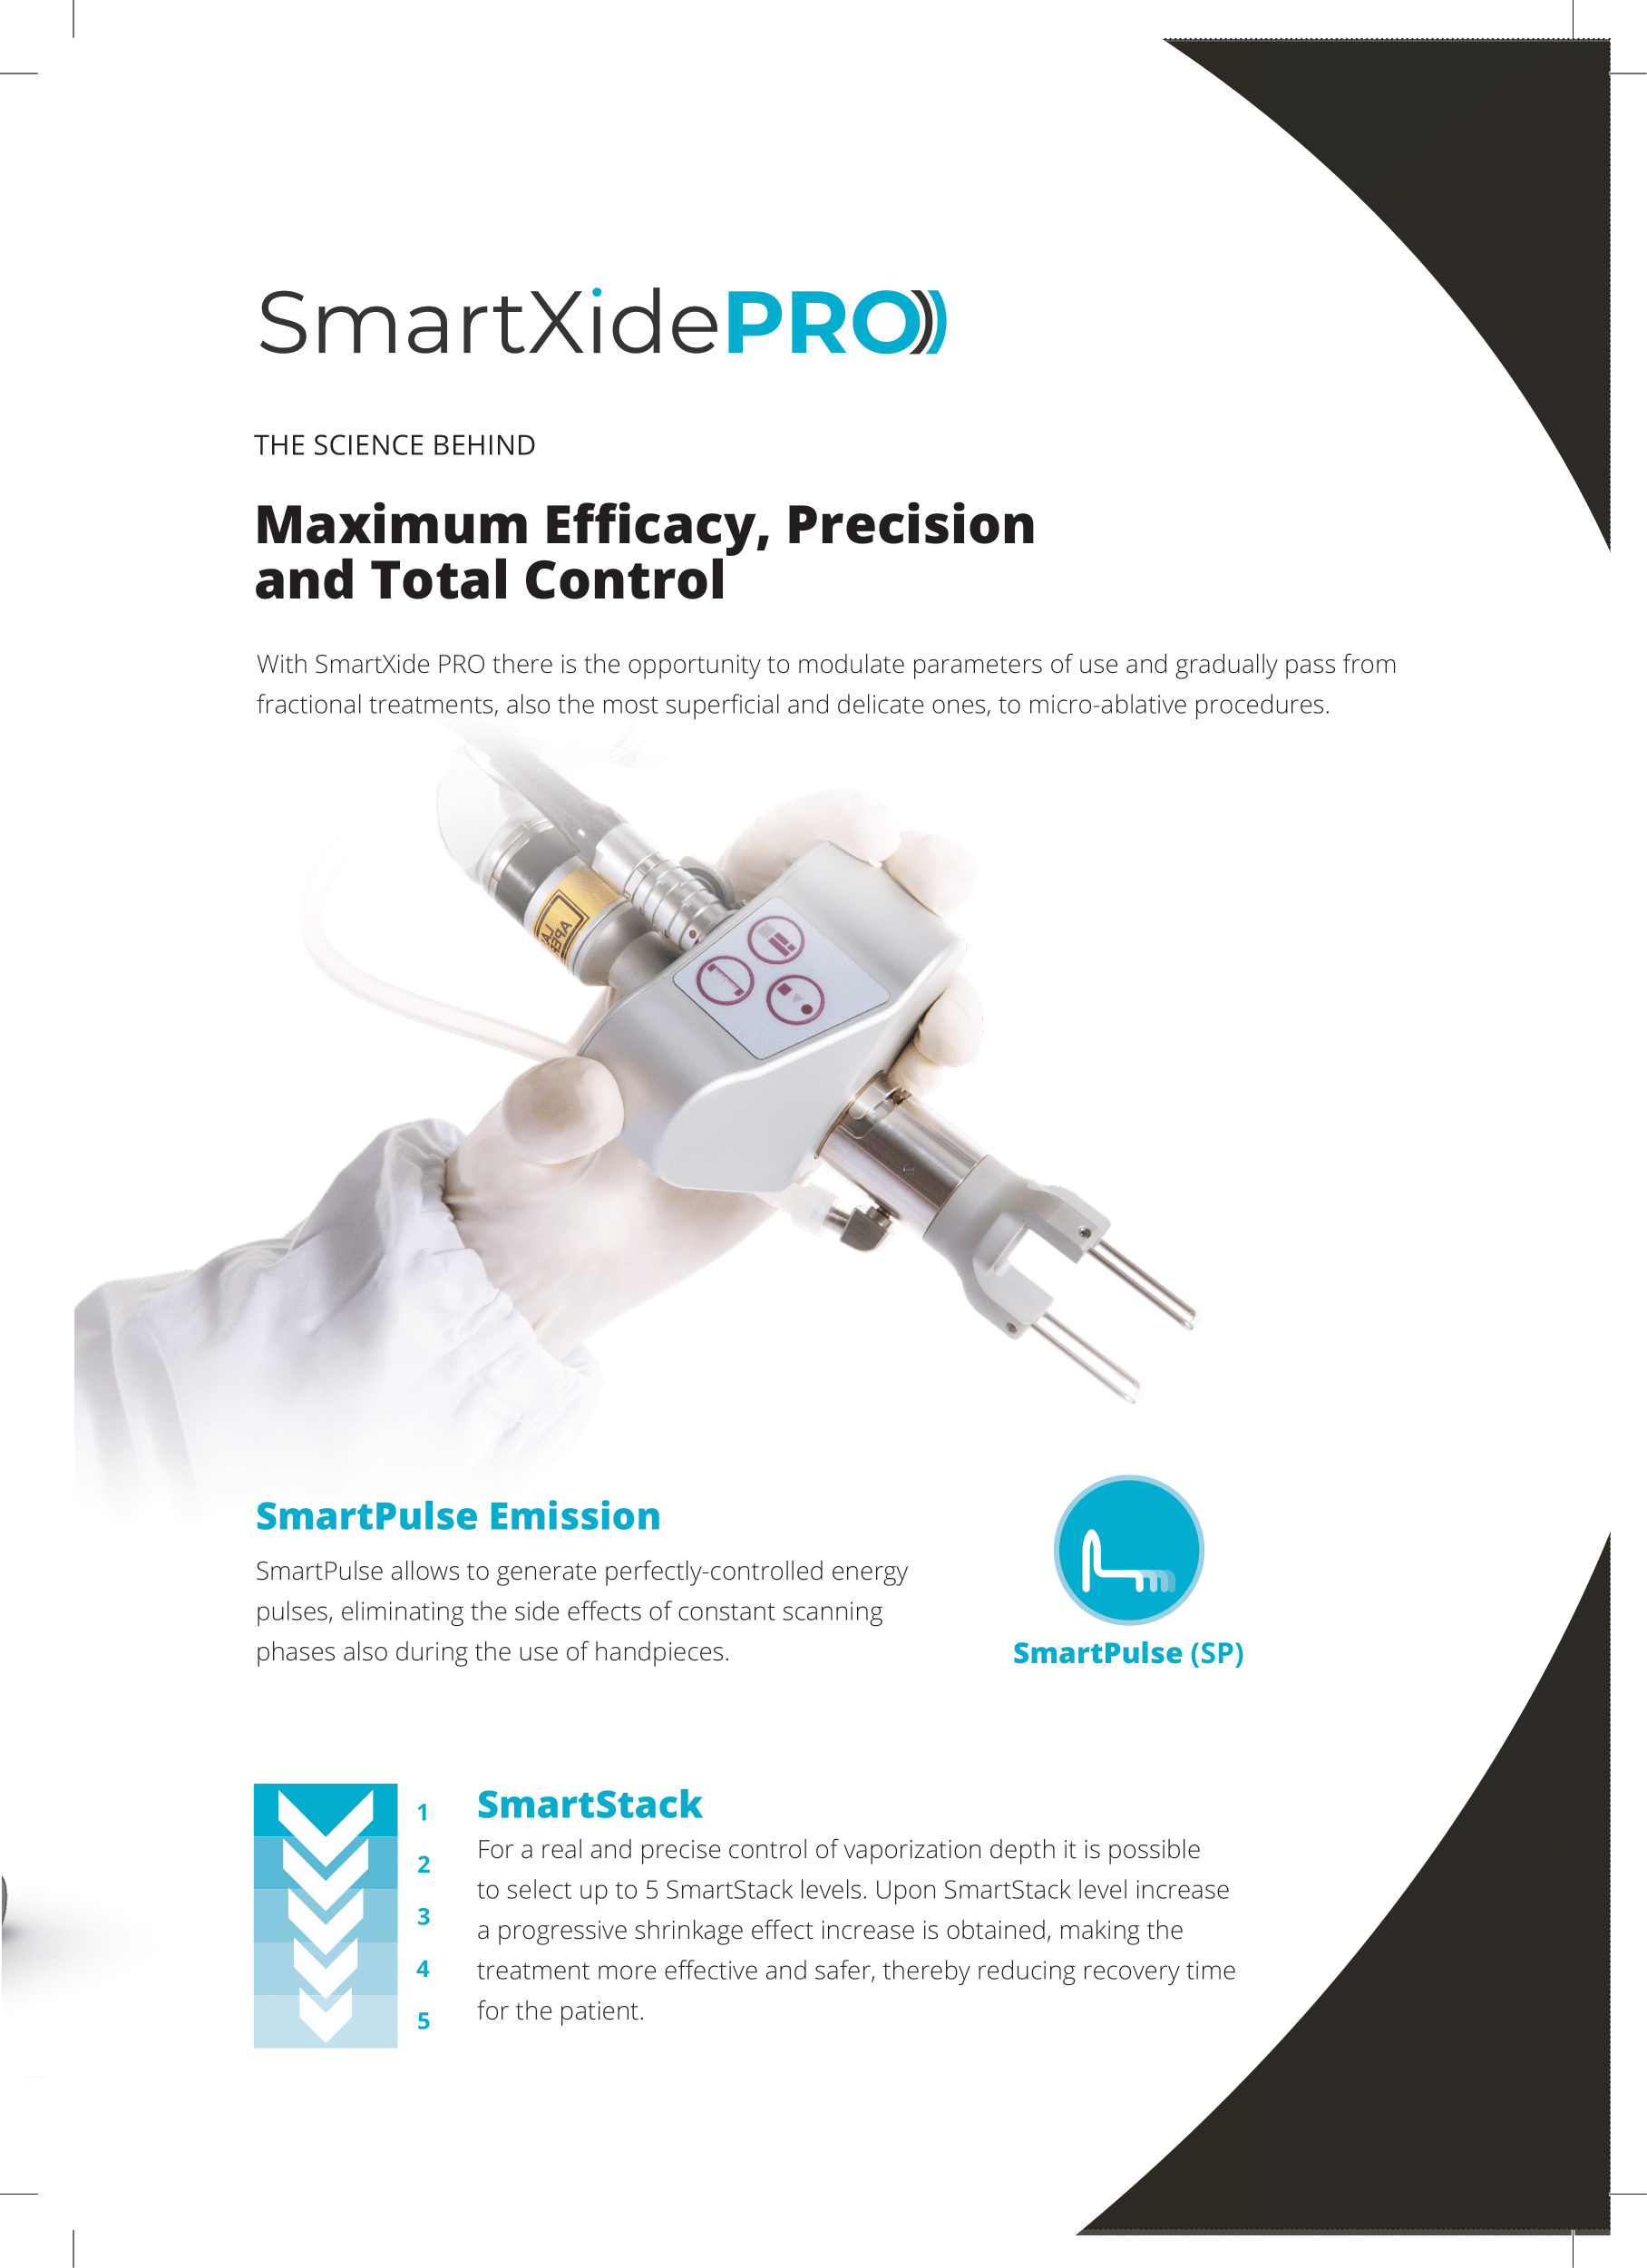 SmartXidePRO
THE SCIENCE BEHIND
Maximum Efficacy, Precision
and Total Control
With SmartXide PRO there is the opportunity to modulate parameters of use and gradually pass from
fractional treatments, also the most superficial and delicate ones, to micro-ablative procedures.
SmartPulse Emission
SmartPulse allows to generate perfectly-controlled energy
pulses, eliminating the side effects of constant scanning
phases also during the use of handpieces.
SmartPulse (SP)
1
2
3
4
5
SmartStack
For a real and precise control of vaporization depth it is possible
to select up to 5 SmartStack levels. Upon SmartStack level increase
a progressive shrinkage effect increase is obtained, making the
treatment more effective and safer, thereby reducing recovery time
for the patient.